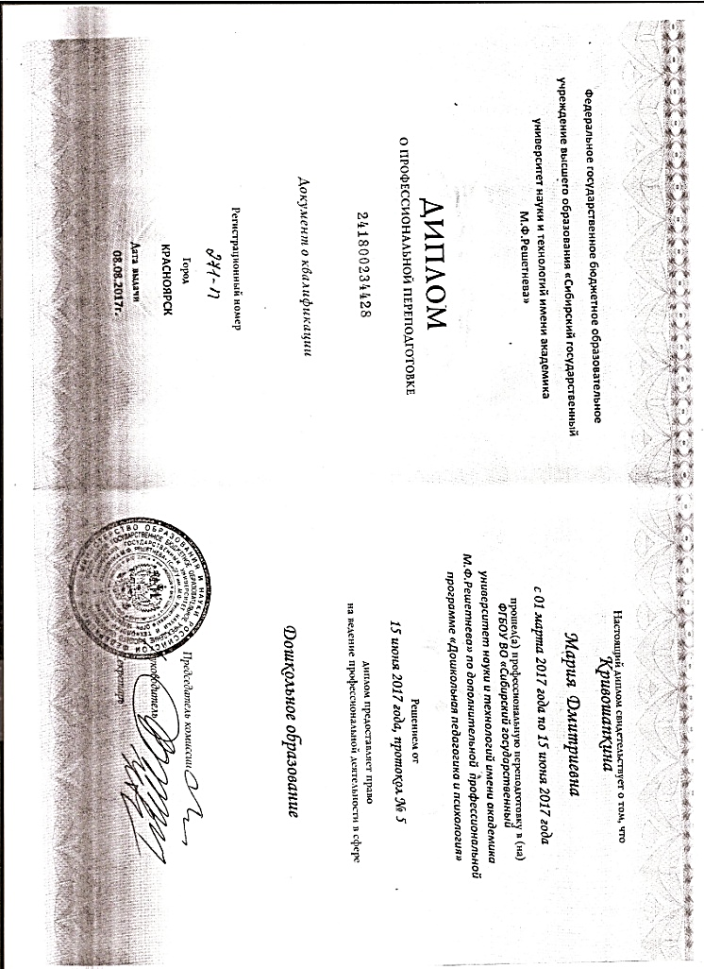 Федеральное государственное бюджетное образовательное
учреждение высшего образования «Сибирский государственный
университет науки и технологий имени академика
М.Ф.Решетнева»
ДИПЛОМ
О ПРОФЕССИОНАЛЬНОЙ ПЕРЕПОДГОТОВКЕ
241800234428
Документ о квалификации
Регистрационный номер
271-п
Город
КРАСНОЯРСК
Дата выдачи
08.08.2017г.
Настоящий диплом свидетельствует о том, что
Кривошапкина
Мария Дмитриевна
с 01 марта 2017 года по 15 июня 2017 года
прошел(а) профессиональную переподготовку в (на)
ФГБОУ ВО «Сибирский государственный
университет науки и технологий имени академика
М.Ф.Решетнева» по дополнительной профессиональной
программе «Дошкольная педагогика и психология»
Решением от
15 июня 2017 года, протокол № 5
диплом предоставляет право
на ведение профессиональной деятельности в сфере
Дошкольное образование
Председатель комиссии
Руководитель
Секретарь